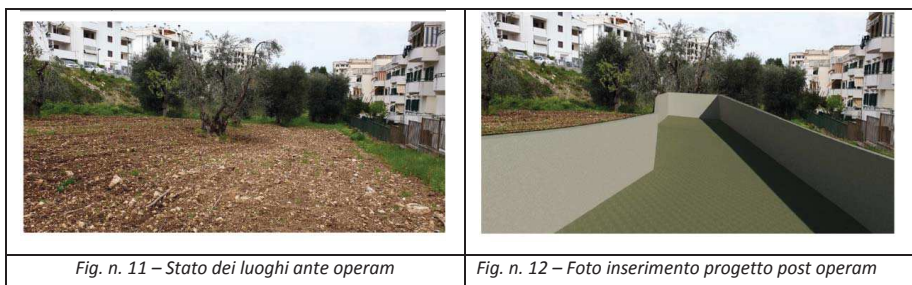 Fig. n. 11 – Stato dei luoghi ante operam
Fig. n. 12 – Foto inserimento progetto post operam